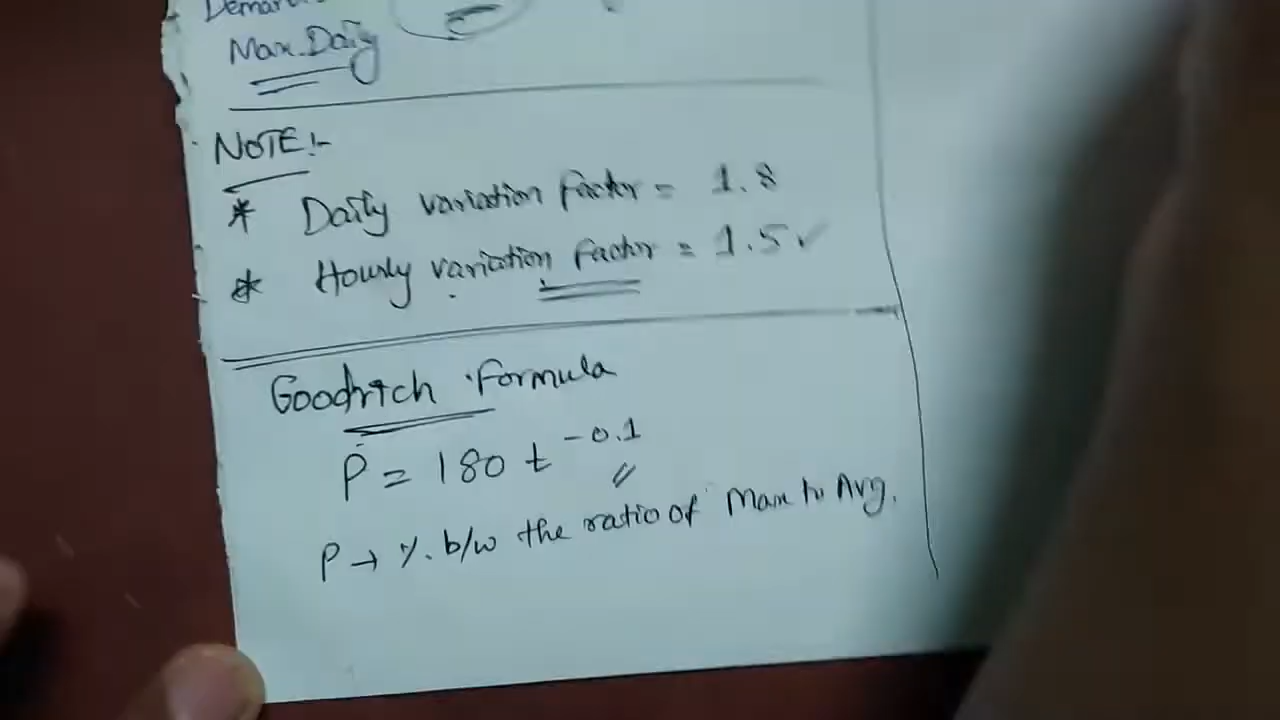 Max. Daily
NOTE:-
* Daily variation factor = 1.8
* Hourly variation factor = 1.5 ✓
Goodrich Formula
P = 180 t^-0.1
P → %. b/w the ratio of Max to Avg.